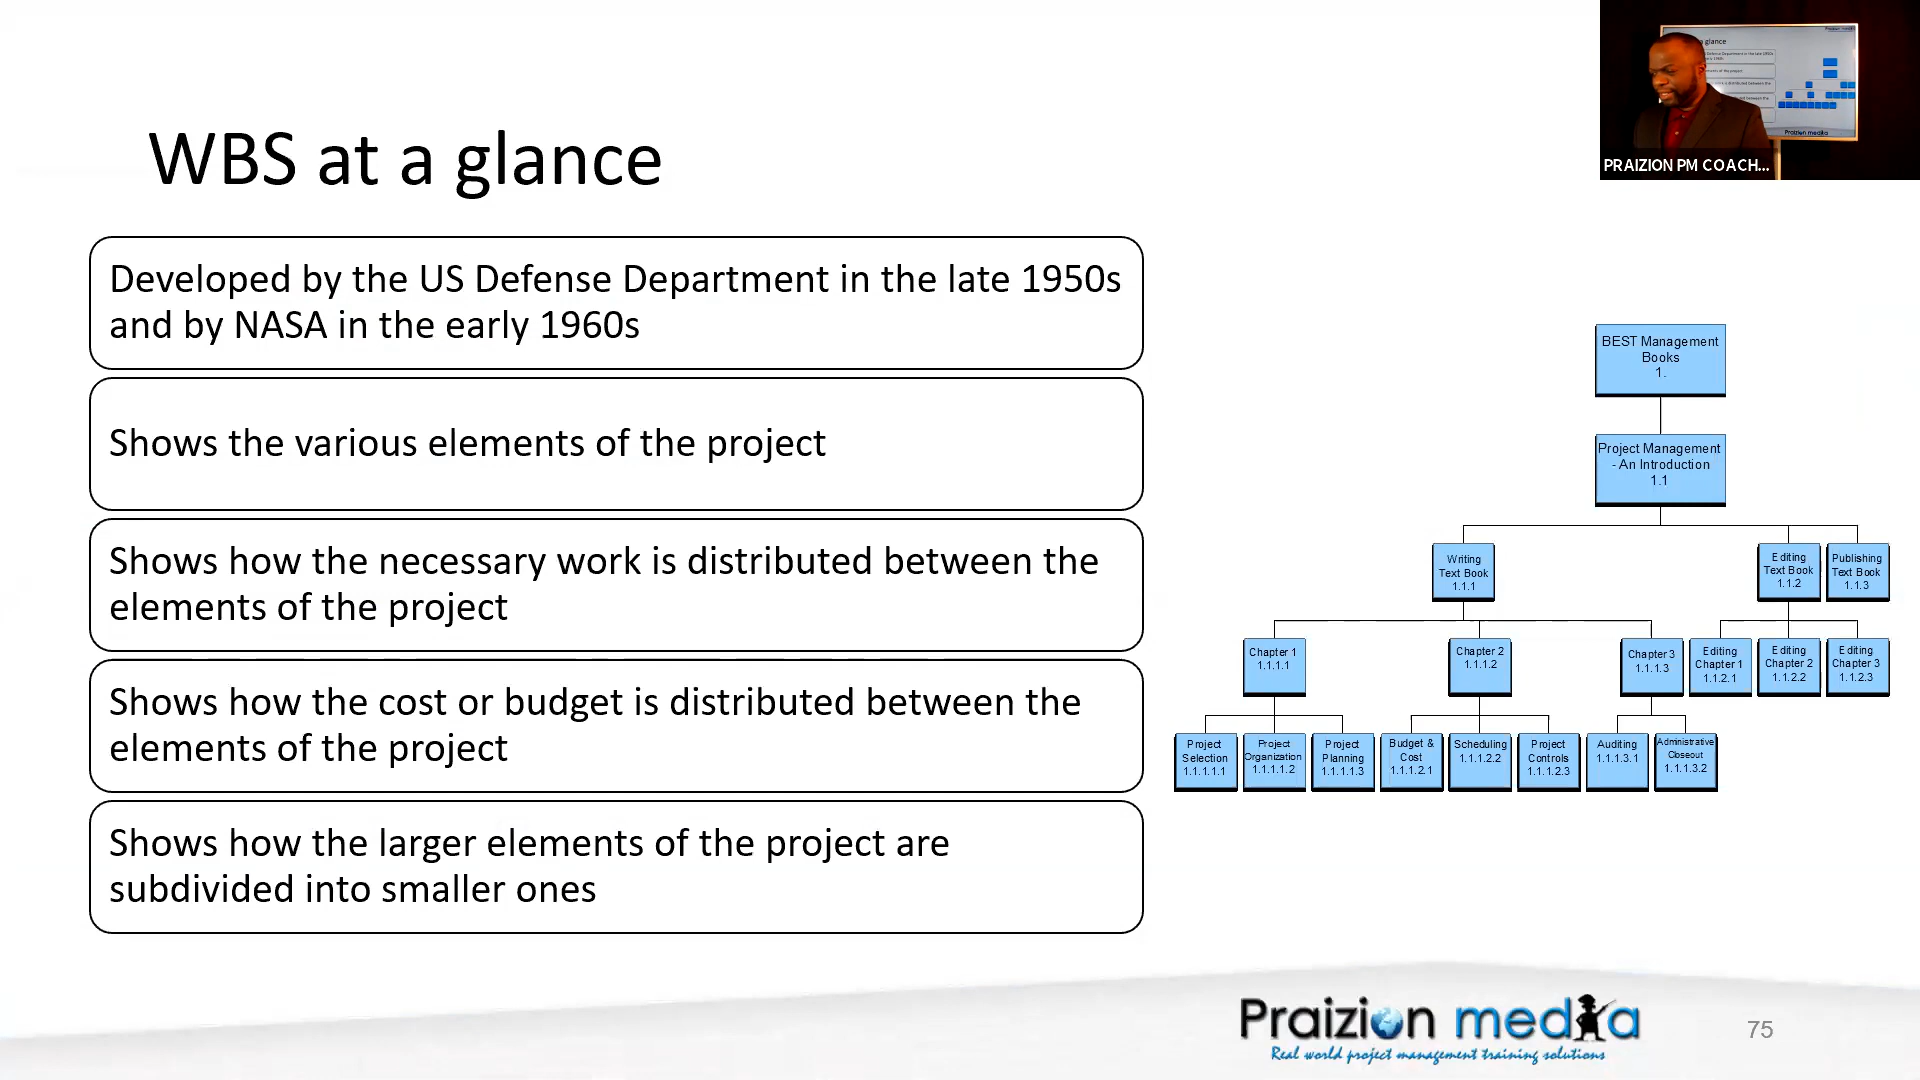 WBS at a glance
Developed by the US Defense Department in the late 1950s
and by NASA in the early 1960s
Shows the various elements of the project
Shows how the necessary work is distributed between the
elements of the project
Shows how the cost or budget is distributed between the
elements of the project
Shows how the larger elements of the project are
subdivided into smaller ones
PRAIZION PM COACH...
BEST Management
Books
1.
Project Management
- An Introduction
1.1
Writing
Text Book
1.1.1
Editing
Text Book
1.1.2
Publishing
Text Book
1.1.3
Chapter 1
1.1.1.1
Chapter 2
1.1.1.2
Chapter 3
1.1.1.3
Editing
Chapter 1
1.1.2.1
Editing
Chapter 2
1.1.2.2
Editing
Chapter 3
1.1.2.3
Project
Selection
1.1.1.1.1
Project
Organization
1.1.1.1.2
Project
Planning
1.1.1.1.3
Budget &
Cost
1.1.1.2.1
Scheduling
1.1.1.2.2
Project
Controls
1.1.1.2.3
Auditing
1.1.1.3.1
Administrative
Closeout
1.1.1.3.2
Praizion media
Real world project management training solutions
75